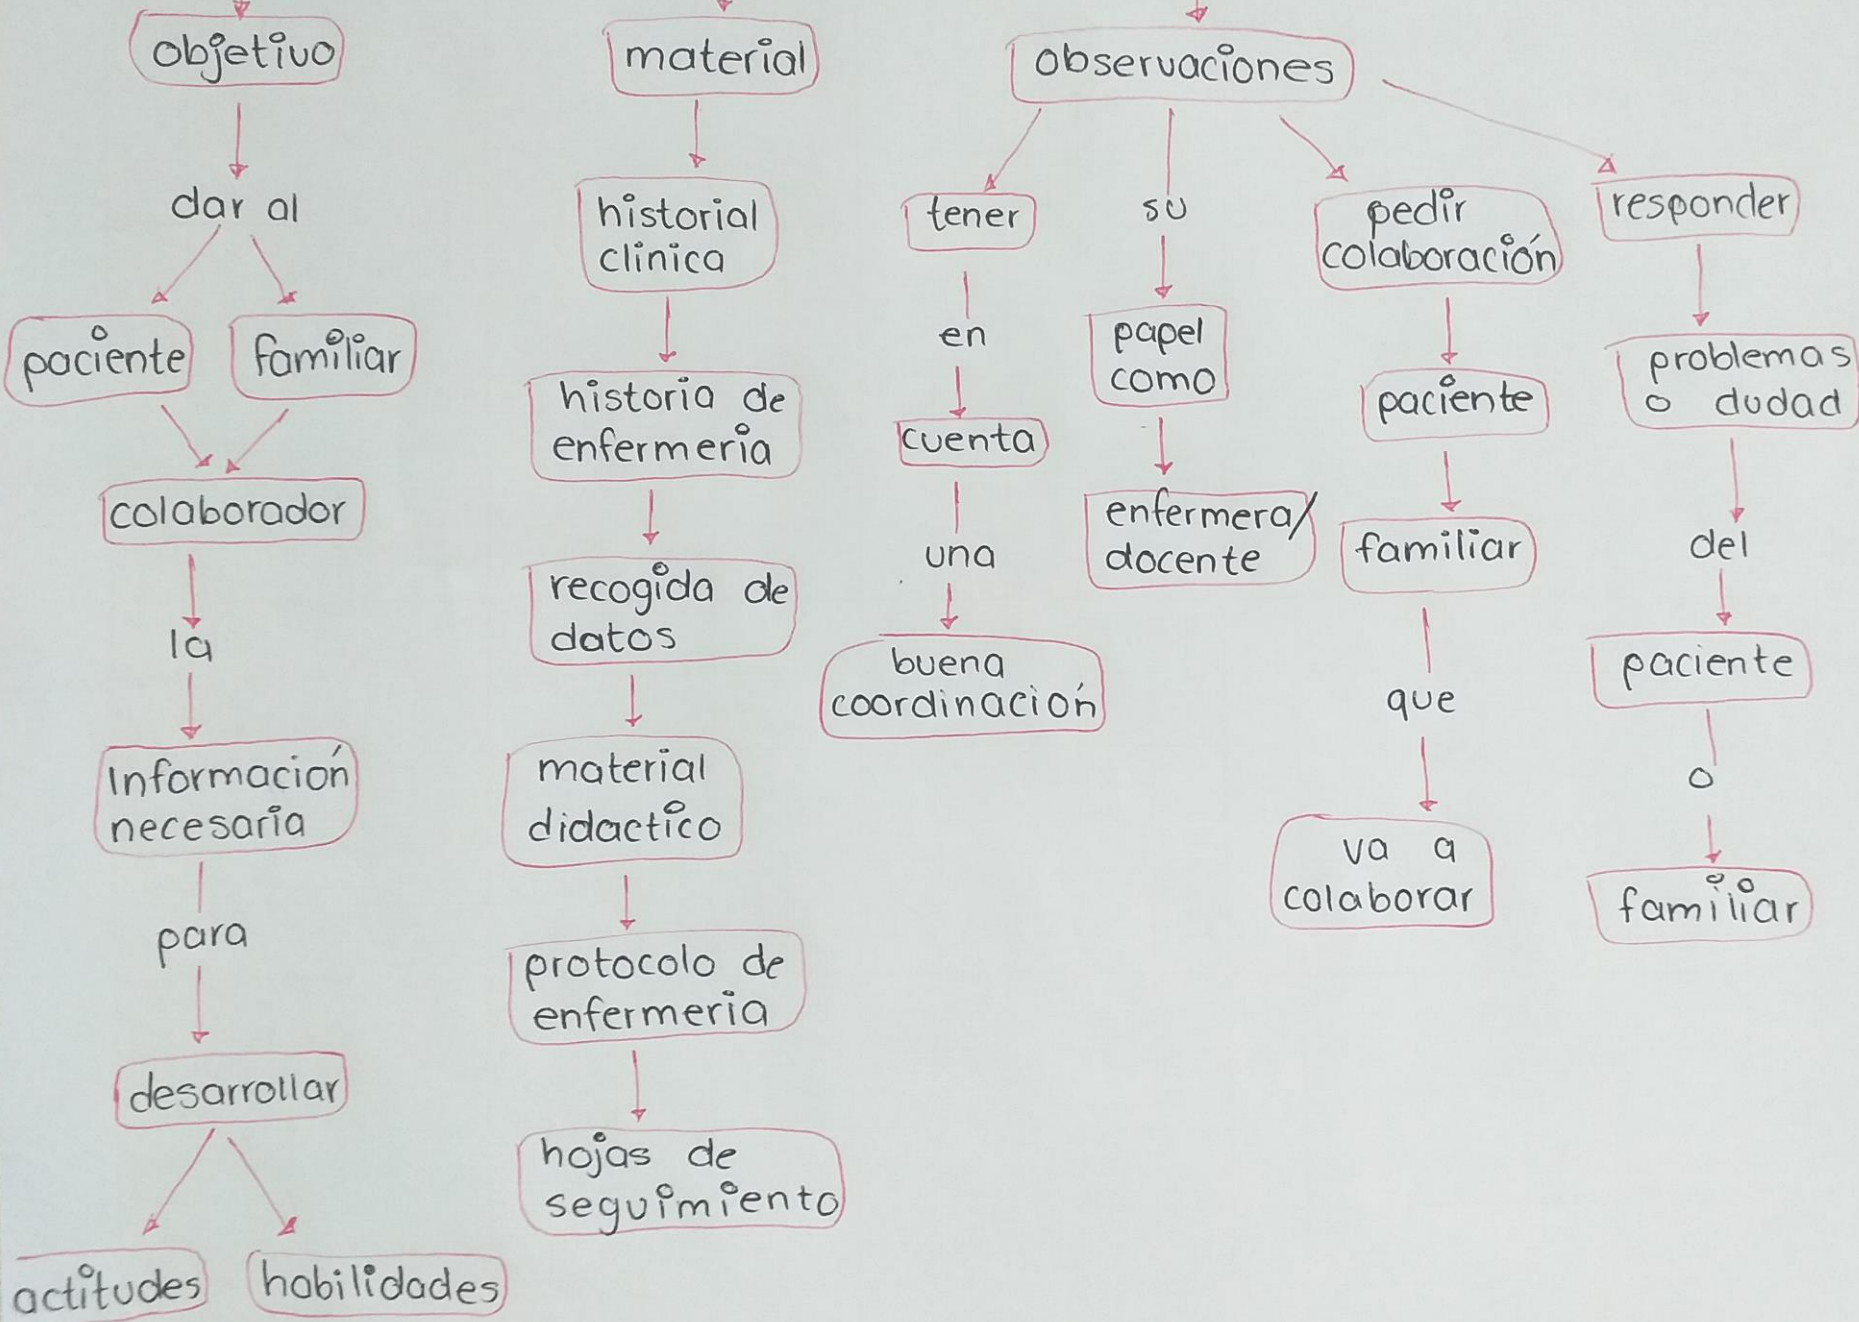 objetivo
dar al
paciente
familiar
colaborador
la
Información
necesaria
para
desarrollar
actitudes
habilidades
material
historial
clinica
historia de
enfermeria
recogida de
datos
material
didactico
protocolo de
enfermeria
hojas de
seguimiento
observaciones
tener
en
cuenta
una
buena
coordinación
su
papel
como
enfermera/
docente
pedir
colaboración
paciente
familiar
que
va a
colaborar
responder
problemas
o dudad
del
paciente
o
familiar